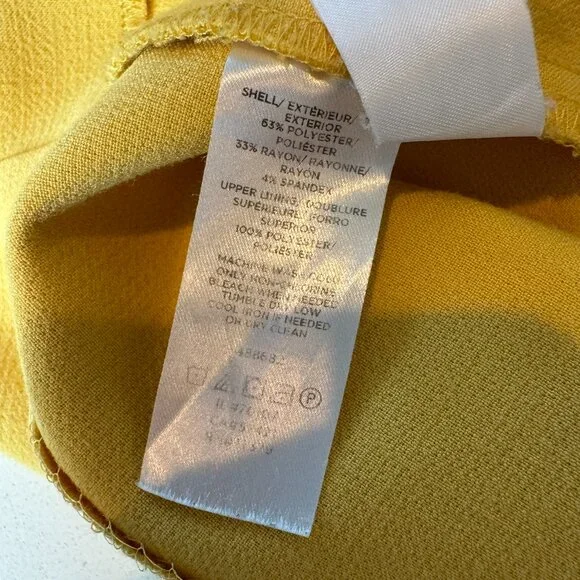 SHELL/ EXTÉRIEUR/
EXTERIOR
63% POLYESTER/
POLIÉSTER
33% RAYON/ RAYONNE/
RAYÓN
4% SPANDEX
UPPER LINING/ DOUBLURE
SUPÉRIEURE/ FORRO
SUPERIOR
100% POLYESTER/
POLIÉSTER
MACHINE WASH COLD
ONLY NON-CHLORINE
BLEACH WHEN NEEDED
TUMBLE DRY LOW
COOL IRON IF NEEDED
OR DRY CLEAN
488682
P